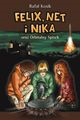 Rafał Kosik
FELIX, NET
I NIKA
oraz Orbitalny Spisek